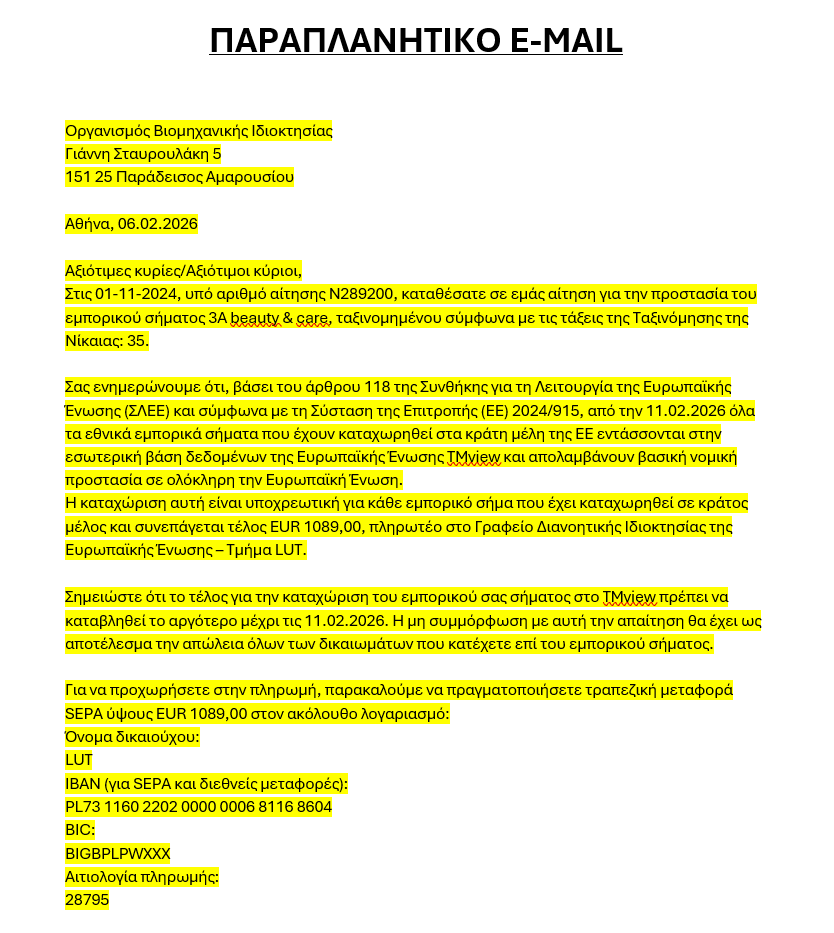 ΠΑΡΑΠΛΑΝΗΤΙΚΟ E-MAIL
Οργανισμός Βιομηχανικής Ιδιοκτησίας
Γιάννη Σταυρουλάκη 5
151 25 Παράδεισος Αμαρουσίου
Αθήνα, 06.02.2026
Αξιότιμες κυρίες/Αξιότιμοι κύριοι,
Στις 01-11-2024, υπό αριθμό αίτησης N289200, καταθέσατε σε εμάς αίτηση για την προστασία του
εμπορικού σήματος 3A beauty & care, ταξινομημένου σύμφωνα με τις τάξεις της Ταξινόμησης της
Νίκαιας: 35.
Σας ενημερώνουμε ότι, βάσει του άρθρου 118 της Συνθήκης για τη Λειτουργία της Ευρωπαϊκής
Ένωσης (ΣΛΕΕ) και σύμφωνα με τη Σύσταση της Επιτροπής (ΕΕ) 2024/915, από την 11.02.2026 όλα
τα εθνικά εμπορικά σήματα που έχουν καταχωρηθεί στα κράτη μέλη της ΕΕ εντάσσονται στην
εσωτερική βάση δεδομένων της Ευρωπαϊκής Ένωσης TMview και απολαμβάνουν βασική νομική
προστασία σε ολόκληρη την Ευρωπαϊκή Ένωση.
Η καταχώριση αυτή είναι υποχρεωτική για κάθε εμπορικό σήμα που έχει καταχωρηθεί σε κράτος
μέλος και συνεπάγεται τέλος EUR 1089,00, πληρωτέο στο Γραφείο Διανοητικής Ιδιοκτησίας της
Ευρωπαϊκής Ένωσης – Τμήμα LUT.
Σημειώστε ότι το τέλος για την καταχώριση του εμπορικού σας σήματος στο TMview πρέπει να
καταβληθεί το αργότερο μέχρι τις 11.02.2026. Η μη συμμόρφωση με αυτή την απαίτηση θα έχει ως
αποτέλεσμα την απώλεια όλων των δικαιωμάτων που κατέχετε επί του εμπορικού σήματος.
Για να προχωρήσετε στην πληρωμή, παρακαλούμε να πραγματοποιήσετε τραπεζική μεταφορά
SEPA ύψους EUR 1089,00 στον ακόλουθο λογαριασμό:
Όνομα δικαιούχου:
LUT
IBAN (για SEPA και διεθνείς μεταφορές):
PL73 1160 2202 0000 0006 8116 8604
BIC:
BIGBPLPWXXX
Αιτιολογία πληρωμής:
28795